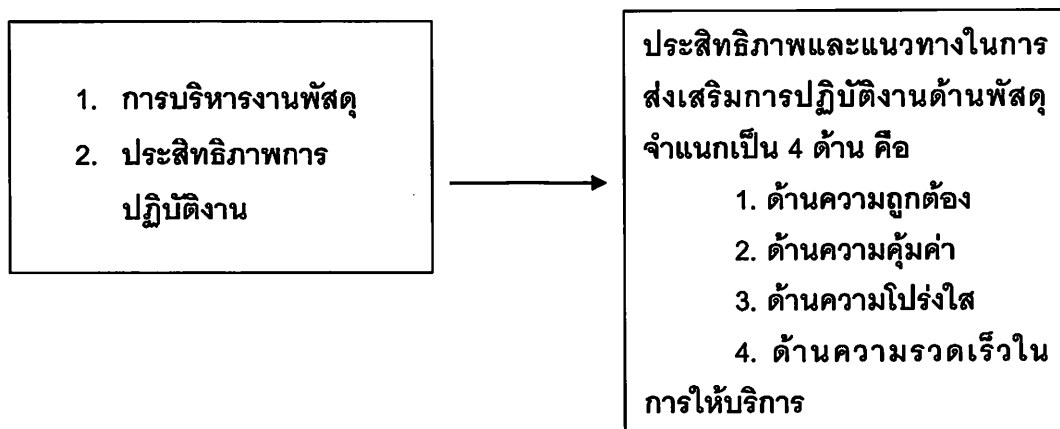 1. การบริหารงานพัสดุ
2. ประสิทธิภาพการ
ปฏิบัติงาน
ประสิทธิภาพและแนวทางในการ
ส่งเสริมการปฏิบัติงานด้านพัสดุ
จำแนกเป็น 4 ด้าน คือ
1. ด้านความถูกต้อง
2. ด้านความคุ้มค่า
3. ด้านความโปร่งใส
4. ด้านความรวดเร็วใน
การให้บริการ